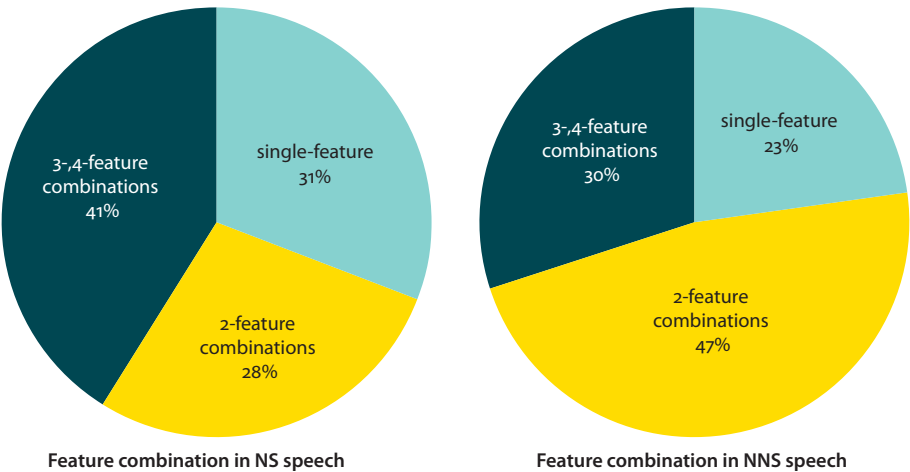 single-feature
31%
3-,4-feature
combinations
41%
2-feature
combinations
28%
Feature combination in NS speech
single-feature
23%
3-,4-feature
combinations
30%
2-feature
combinations
47%
Feature combination in NNS speech